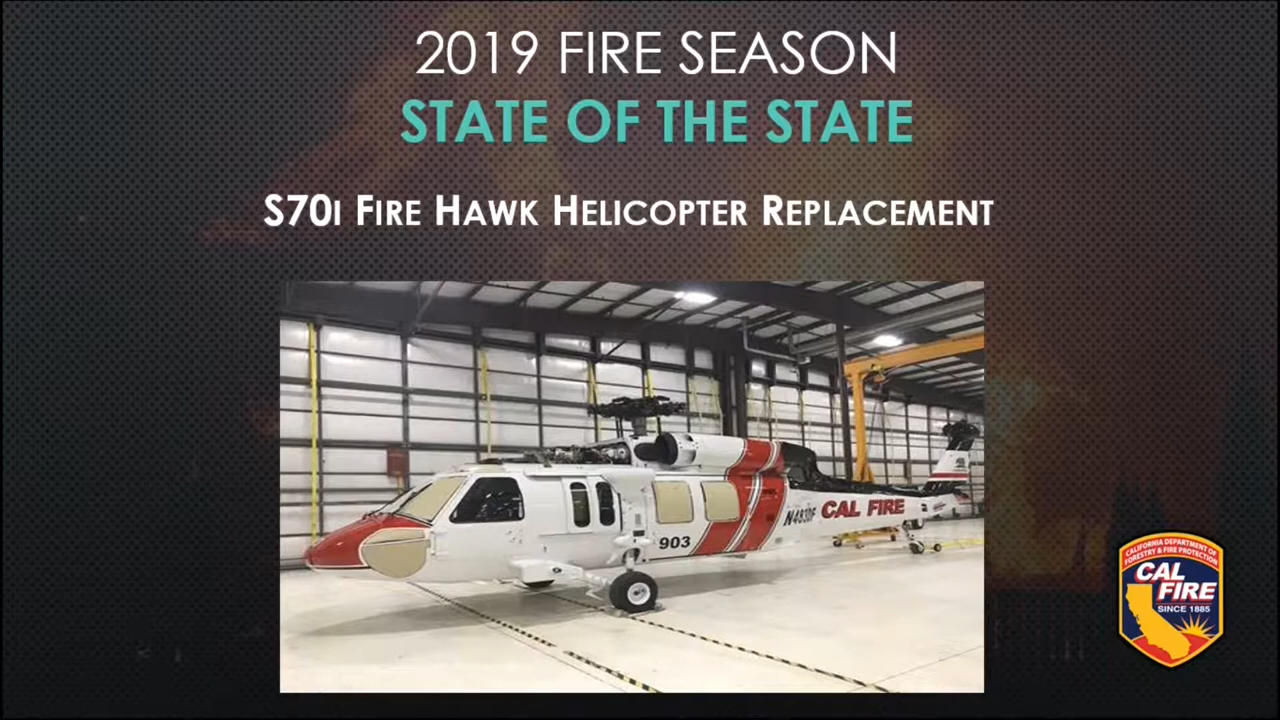 2019 FIRE SEASON
STATE OF THE STATE
S70I FIRE HAWK HELICOPTER REPLACEMENT
903
N483DF
CAL FIRE
CALIFORNIA DEPARTMENT OF
FORESTRY & FIRE PROTECTION
CAL
FIRE
SINCE 1885